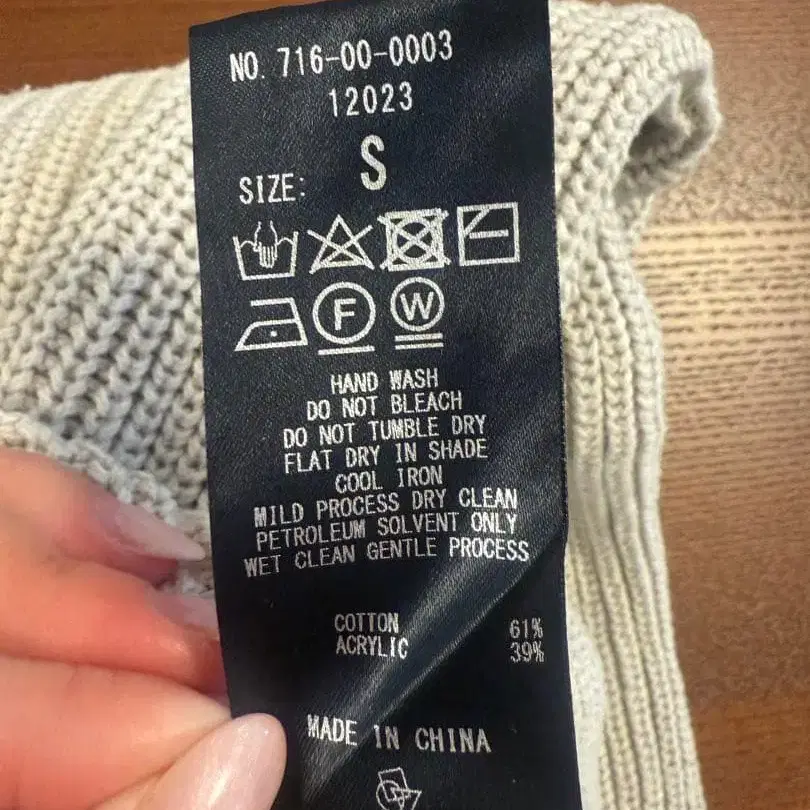 NO. 716-00-0003
12023
SIZE: S
F W
HAND WASH
DO NOT BLEACH
DO NOT TUMBLE DRY
FLAT DRY IN SHADE
COOL IRON
MILD PROCESS DRY CLEAN
PETROLEUM SOLVENT ONLY
WET CLEAN GENTLE PROCESS
COTTON 61%
ACRYLIC 39%
MADE IN CHINA